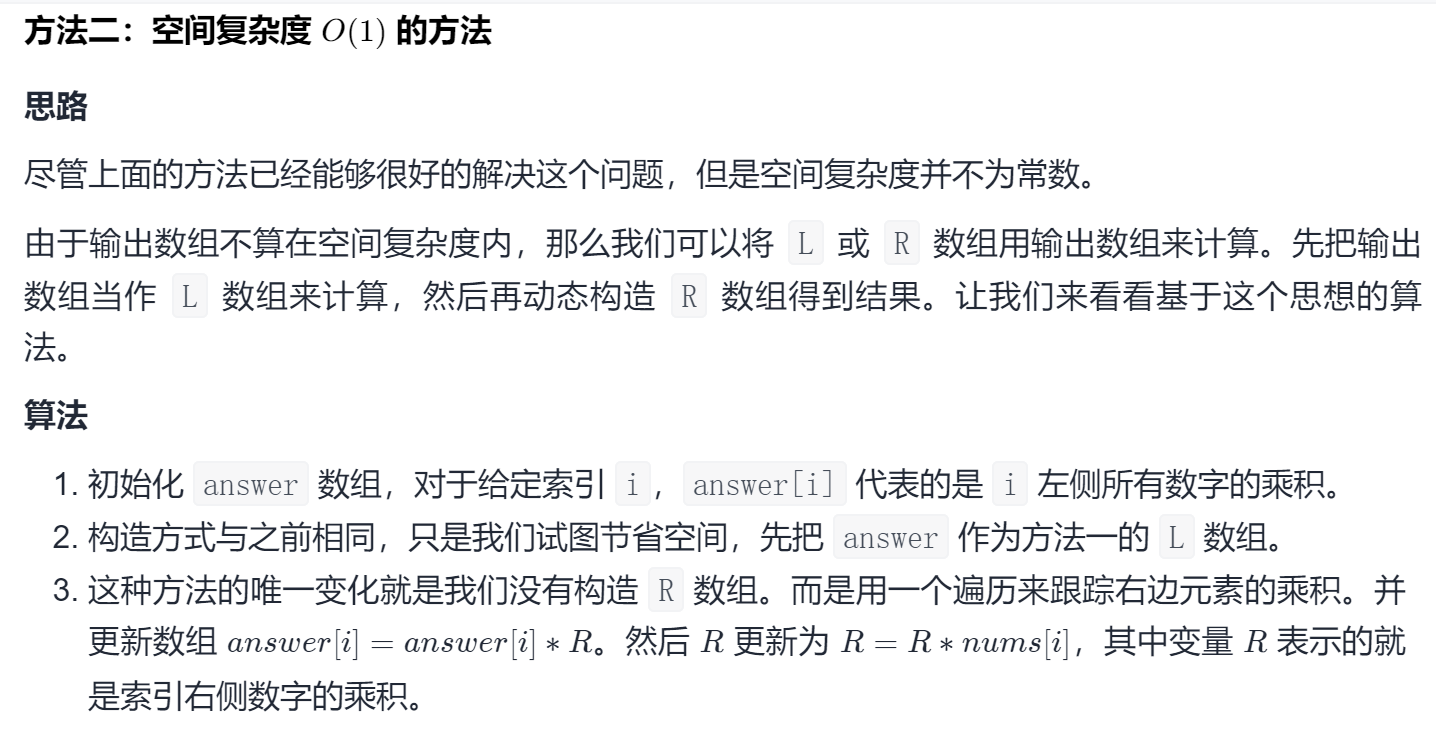 方法二：空间复杂度 O(1) 的方法
思路
尽管上面的方法已经能够很好的解决这个问题，但是空间复杂度并不为常数。
由于输出数组不算在空间复杂度内，那么我们可以将 L 或 R 数组用输出数组来计算。先把输出
数组当作 L 数组来计算，然后再动态构造 R 数组得到结果。让我们来看看基于这个思想的算
法。
算法
1. 初始化 answer 数组，对于给定索引 i，answer[i] 代表的是 i 左侧所有数字的乘积。
2. 构造方式与之前相同，只是我们试图节省空间，先把 answer 作为方法一的 L 数组。
3. 这种方法的唯一变化就是我们没有构造 R 数组。而是用一个遍历来跟踪右边元素的乘积。并
更新数组 answer[i] = answer[i] * R。然后 R 更新为 R = R * nums[i]，其中变量 R 表示的就
是索引右侧数字的乘积。